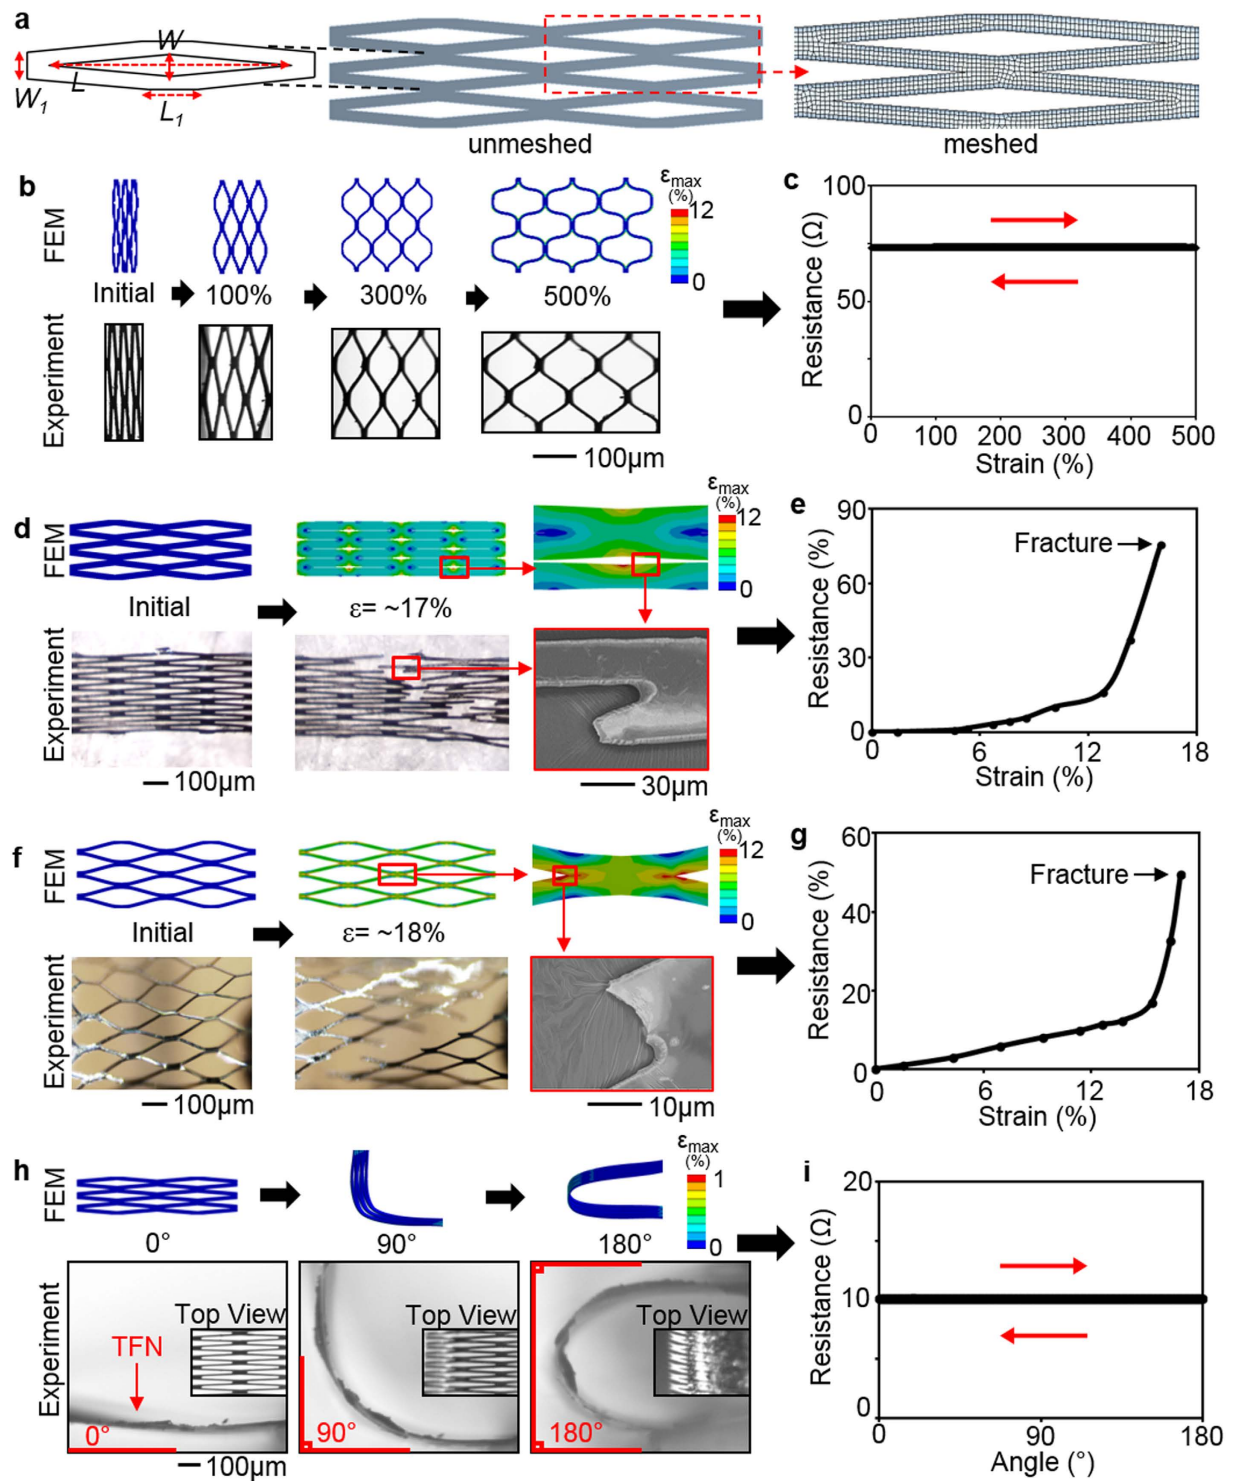 a
W
L
W1
L1
unmeshed
meshed
b
FEM
εmax
(%)
12
0
Initial
100%
300%
500%
Experiment
100µm
c
Resistance (Ω)
100
50
0
0 100 200 300 400 500
Strain (%)
d
FEM
εmax
(%)
12
0
Initial
ε= ~17%
Experiment
100µm
30µm
e
Resistance (%)
90
60
30
0
Fracture
0 6 12 18
Strain (%)
f
FEM
εmax
(%)
12
0
Initial
ε= ~18%
Experiment
100µm
10µm
g
Resistance (%)
60
40
20
0
Fracture
0 6 12 18
Strain (%)
h
FEM
εmax
(%)
1
0
0°
90°
180°
Experiment
Top View
TFN
0°
Top View
90°
Top View
180°
100µm
i
Resistance (Ω)
20
10
0
0 90 180
Angle (°)